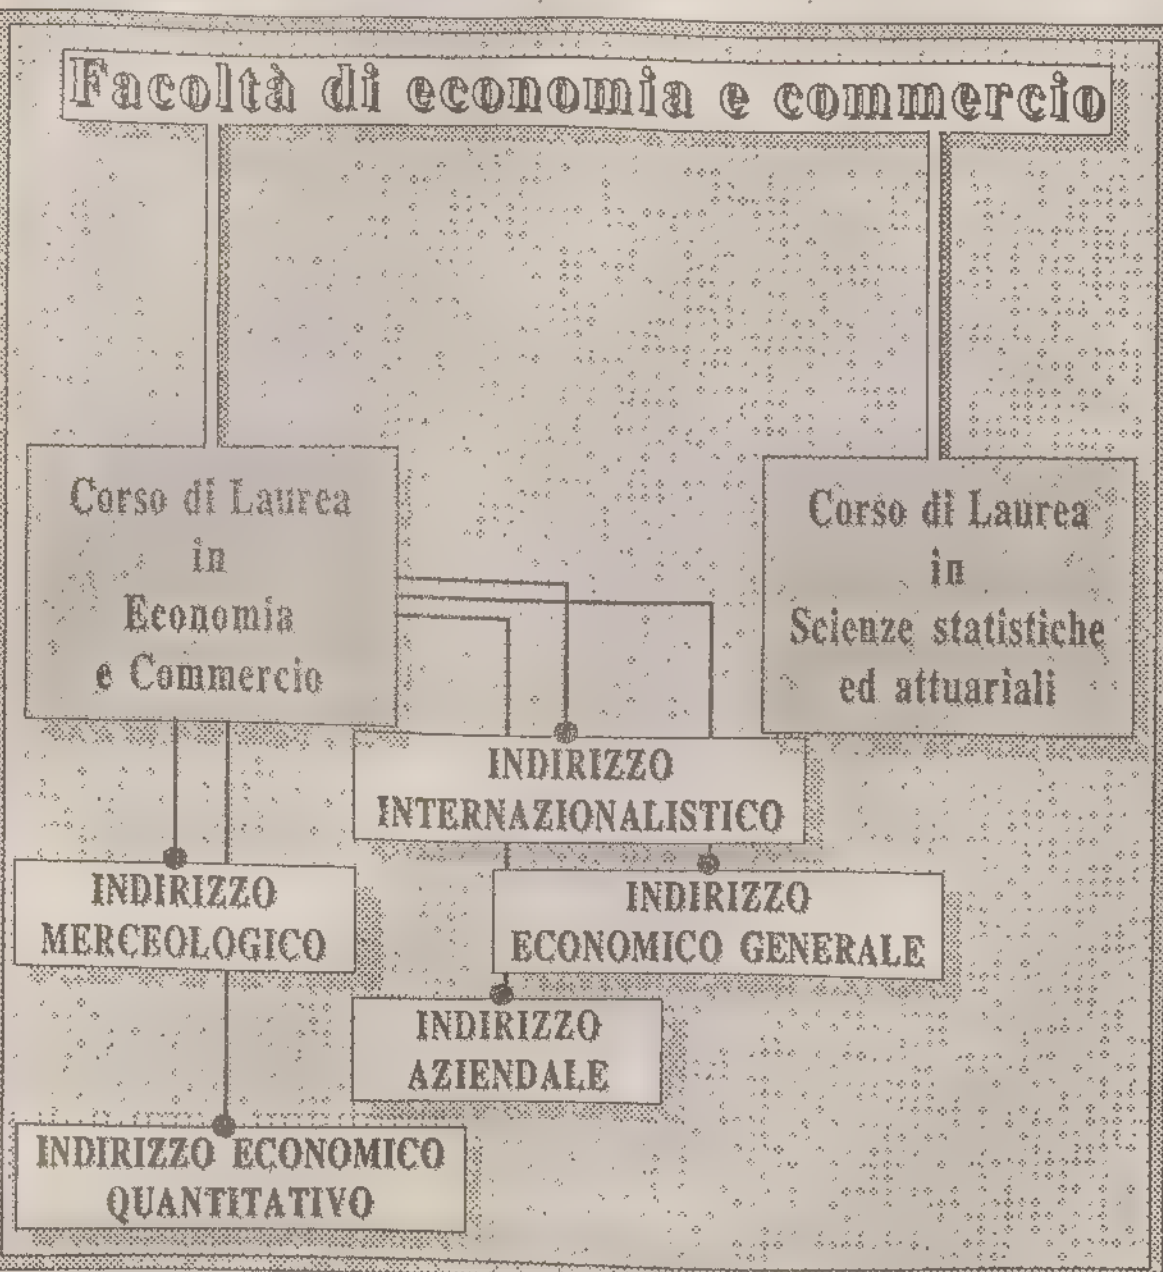 Facoltà di economia e commercio
Corso di Laurea
in
Economia
e Commercio
Corso di Laurea
in
Scienze statistiche
ed attuariali
INDIRIZZO
INTERNAZIONALISTICO
INDIRIZZO
MERCEOLOGICO
INDIRIZZO
ECONOMICO GENERALE
INDIRIZZO
AZIENDALE
INDIRIZZO ECONOMICO
QUANTITATIVO